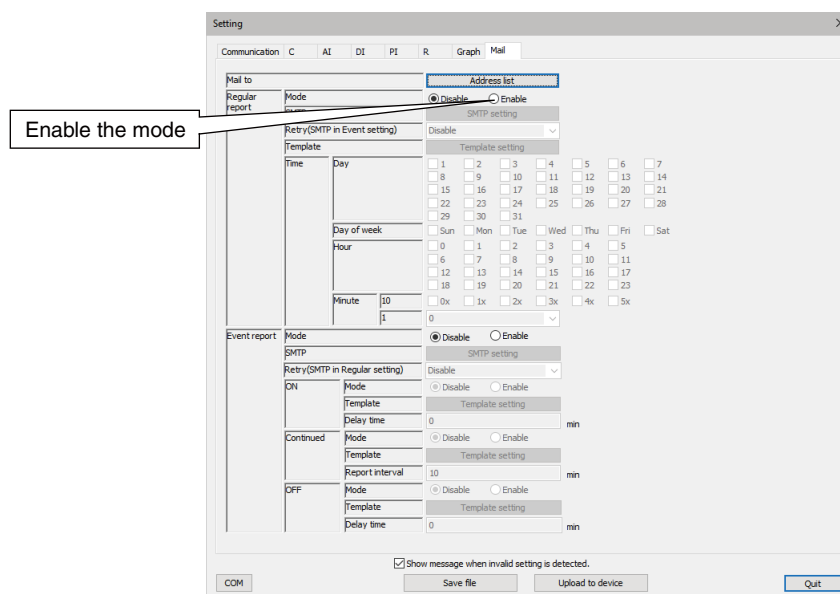 Setting
Communication C AI DI PI R Graph Mail
Mail to Address list
Regular report Mode Disable Enable
SMTP setting
Enable the mode
Retry(SMTP in Event setting) Disable
Template Template setting
Time Day 1 2 3 4 5 6 7
8 9 10 11 12 13 14
15 16 17 18 19 20 21
22 23 24 25 26 27 28
29 30 31
Day of week Sun Mon Tue Wed Thu Fri Sat
Hour 0 1 2 3 4 5
6 7 8 9 10 11
12 13 14 15 16 17
18 19 20 21 22 23
Minute 10 0x 1x 2x 3x 4x 5x
1 0
Event report Mode Disable Enable
SMTP SMTP setting
Retry(SMTP in Regular setting) Disable
ON Mode Disable Enable
Template Template setting
Delay time 0 min
Continued Mode Disable Enable
Template Template setting
Report interval 10 min
OFF Mode Disable Enable
Template Template setting
Delay time 0 min
Show message when invalid setting is detected.
COM Save file Upload to device Quit